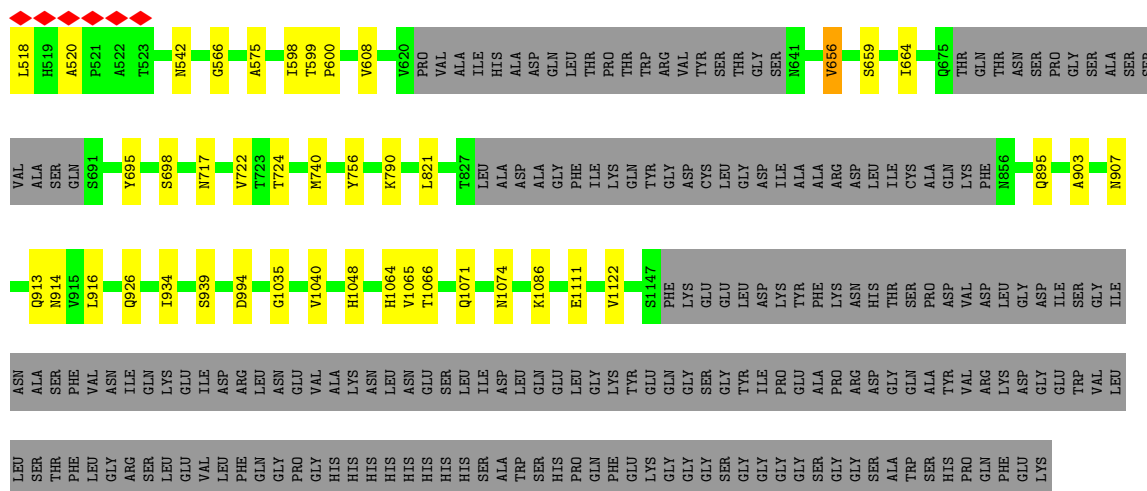 L518 H519 A520 P521 A522 T523 N542 G566 A575 I598 T599 P600 V608 V620 PRO VAL ALA ILE HIS ALA ASP GLN LEU THR PRO THR TRP ARG VAL TYR SER THR GLY SER N641 V656 S659 I664 Q675 THR GLN THR ASN SER PRO GLY SER ALA SER SER
VAL ALA SER GLN S691 Y695 S698 N717 V722 T723 T724 M740 Y756 K790 L821 T827 LEU ALA ASP ALA GLY PHE ILE LYS GLN TYR GLY ASP CYS LEU GLY ASP ILE ALA ALA ARG ASP LEU ILE CYS ALA GLN LYS PHE N856 Q895 A903 N907
Q913 N914 V915 L916 Q926 I934 S939 D994 G1035 V1040 H1048 H1064 V1065 T1066 Q1071 N1074 K1086 E1111 V1122 S1147 PHE LYS GLU GLU LEU ASP LYS TYR PHE LYS ASN HIS THR SER PRO ASP VAL ASP LEU GLY ASP ILE SER GLY ILE
ASN ALA SER PHE VAL ASN ILE GLN LYS GLU ILE ASP ARG LEU ASN GLU VAL ALA LYS ASN LEU ASN GLU SER LEU ILE ASP LEU GLN GLU LEU GLY LYS TYR GLU GLN GLY SER GLY TYR ILE PRO GLU ALA PRO ARG ASP GLY GLN ALA TYR VAL ARG LYS ASP GLY GLU TRP VAL LEU
LEU SER THR PHE LEU GLY ARG SER LEU GLU VAL LEU PHE GLN GLY PRO GLY HIS HIS HIS HIS HIS HIS HIS HIS SER ALA TRP SER HIS PRO GLN PHE GLU LYS GLY GLY GLY SER GLY GLY GLY GLY SER GLY GLY SER ALA TRP SER HIS PRO GLN PHE GLU LYS